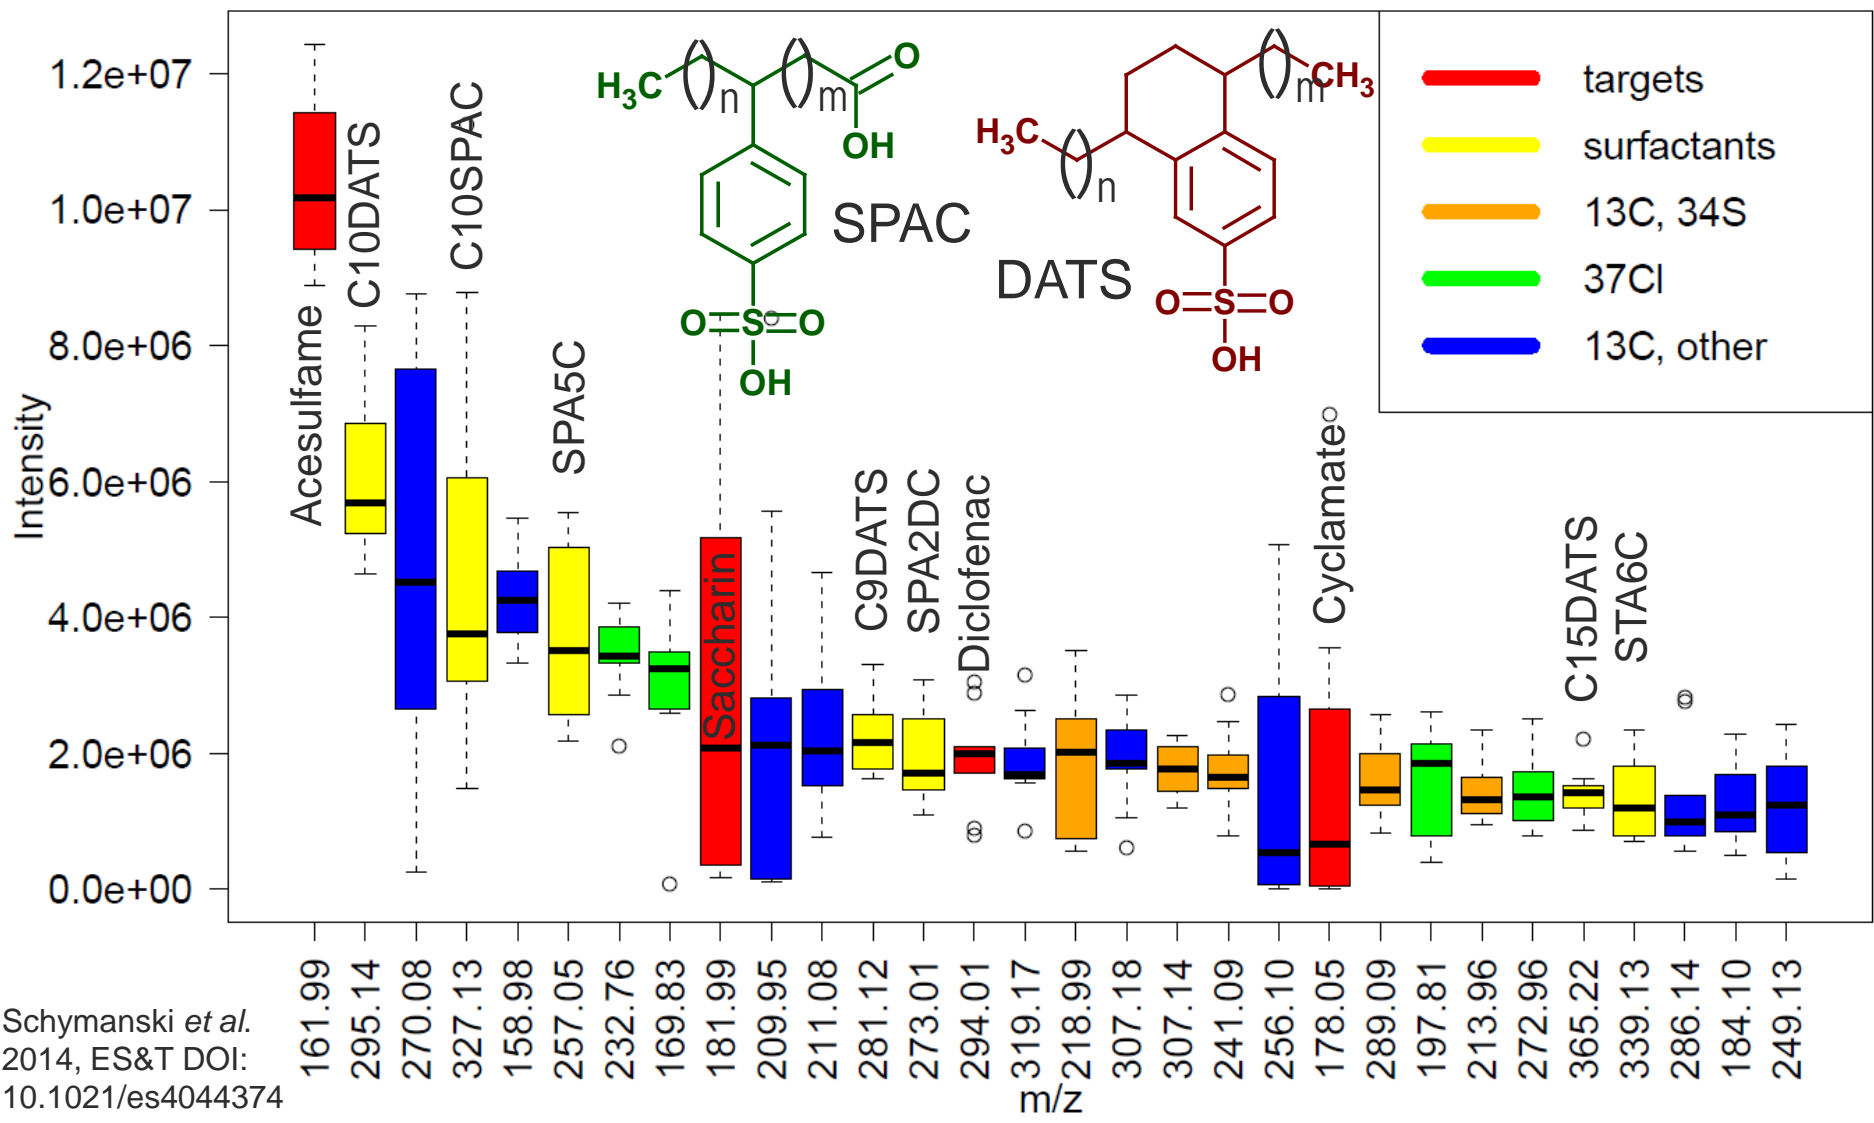 Intensity
1.2e+07
1.0e+07
8.0e+06
6.0e+06
4.0e+06
2.0e+06
0.0e+00
Acesulfame
C10DATS
C10SPAC
SPA5C
Saccharin
C9DATS
SPA2DC
Diclofenac
Cyclamate
C15DATS
STA6C
H3C
n
m
O
OH
O
S
O
OH
SPAC
H3C
n
m
CH3
O
S
O
OH
DATS
targets
surfactants
13C, 34S
37Cl
13C, other
161.99
295.14
270.08
327.13
158.98
257.05
232.76
169.83
181.99
209.95
211.08
281.12
273.01
294.01
319.17
218.99
307.18
307.14
241.09
256.10
178.05
289.09
197.81
213.96
272.96
365.22
339.13
286.14
184.10
249.13
m/z
Schymanski et al.
2014, ES&T DOI:
10.1021/es4044374